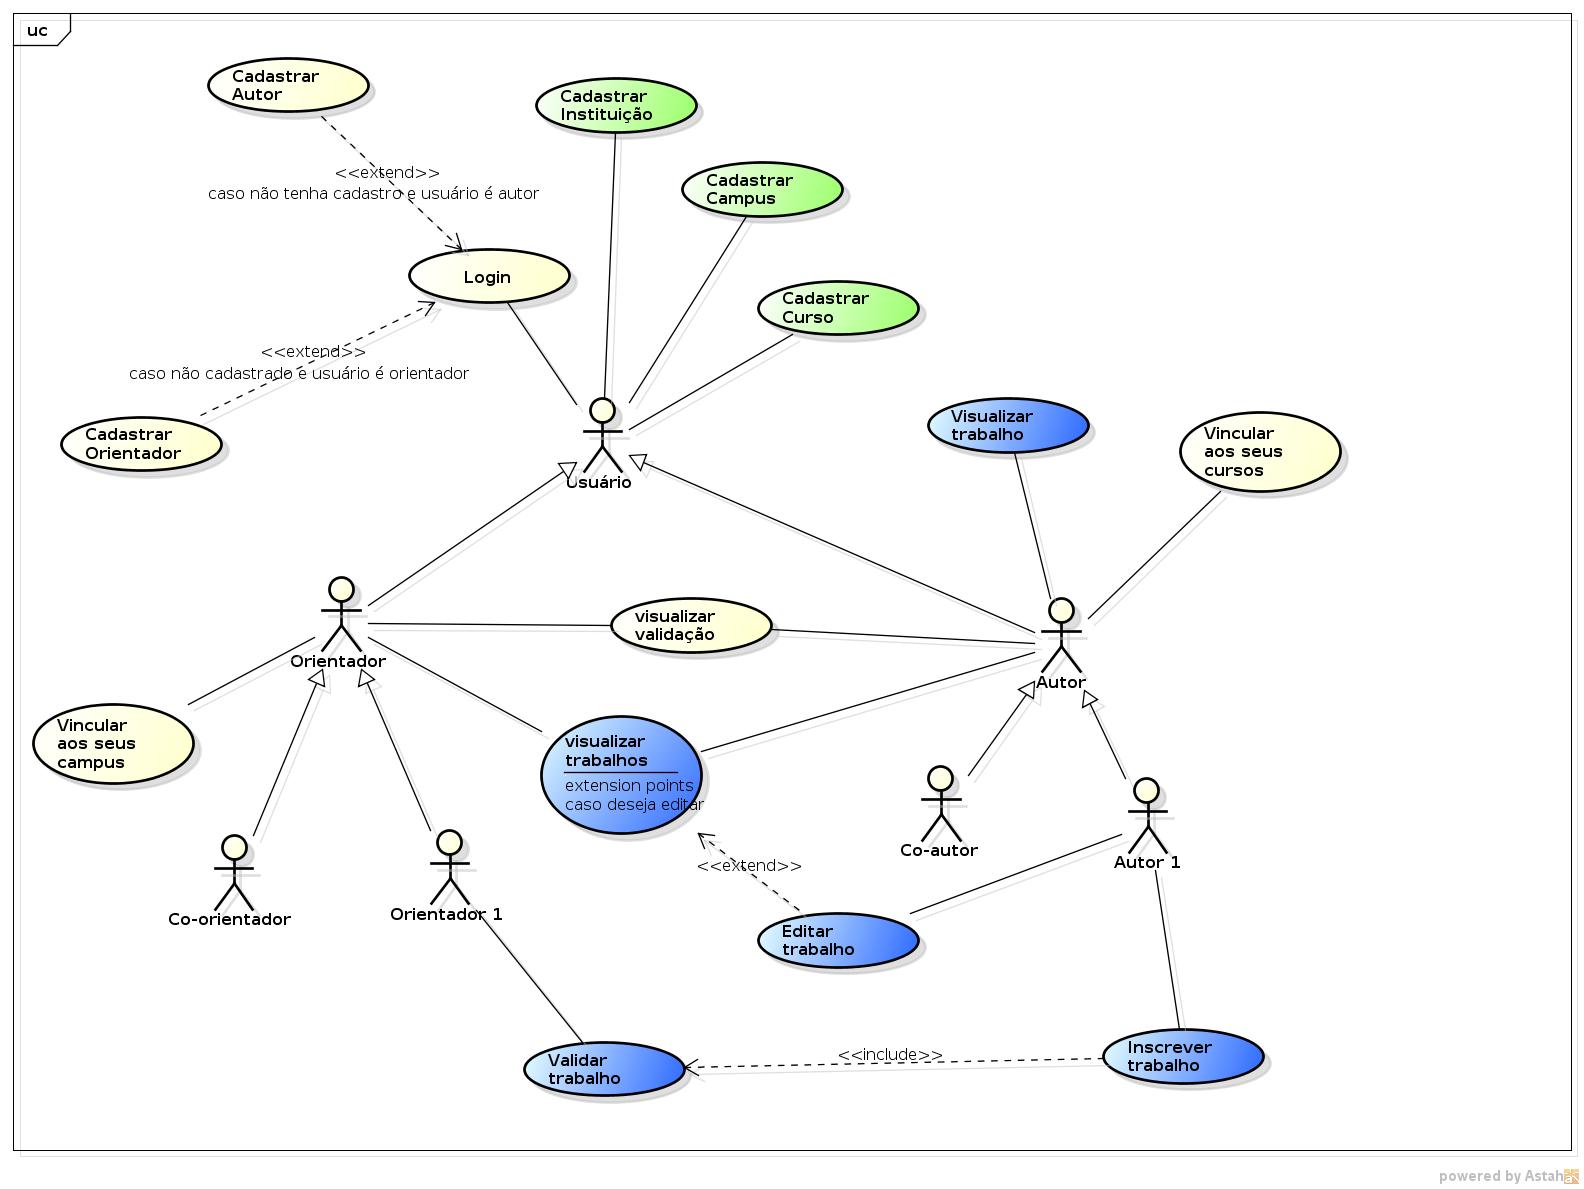 uc
Cadastrar
Autor
Cadastrar
Instituição
<<extend>>
caso não tenha cadastro e usuário é autor
Cadastrar
Campus
Login
Cadastrar
Curso
<<extend>>
caso não cadastrado e usuário é orientador
Cadastrar
Orientador
Usuário
Visualizar
trabalho
Vincular
aos seus
cursos
Orientador
visualizar
validação
Autor
Vincular
aos seus
campus
visualizar
trabalhos
extension points
caso deseja editar
Co-autor
Autor 1
<<extend>>
Co-orientador
Orientador 1
Editar
trabalho
Validar
trabalho
<<include>>
Inscrever
trabalho
powered by Astah